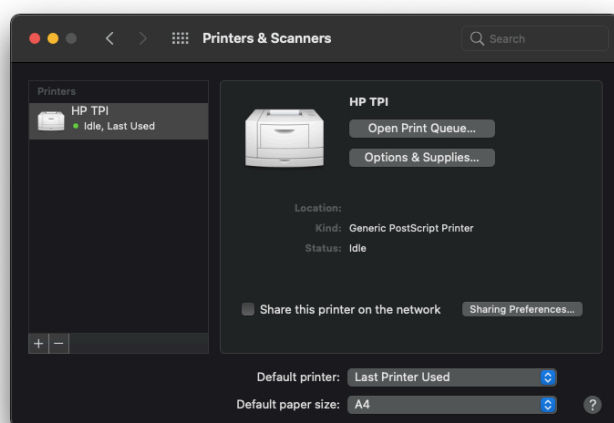 Printers & Scanners
Search
Printers
HP TPI
Idle, Last Used
HP TPI
Open Print Queue...
Options & Supplies...
Location:
Kind: Generic PostScript Printer
Status: Idle
Share this printer on the network
Sharing Preferences...
+ −
Default printer: Last Printer Used
Default paper size: A4
?